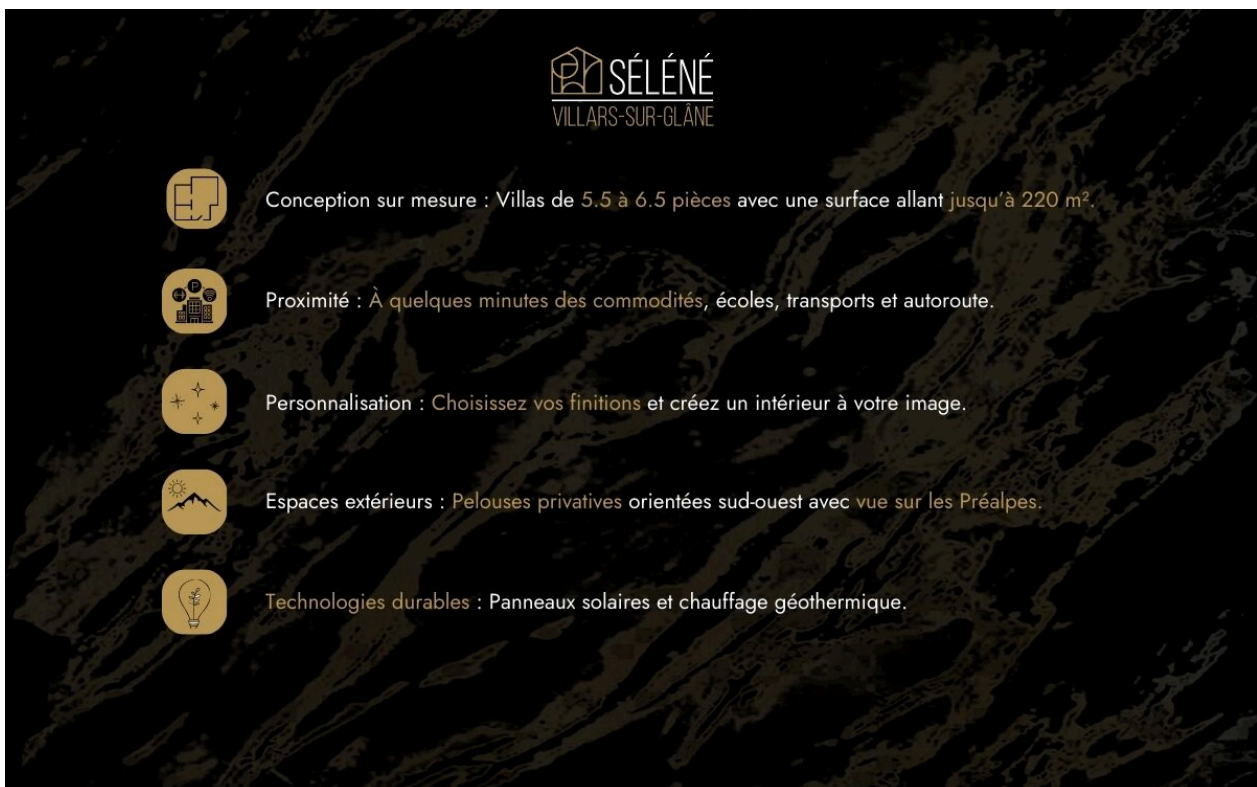 SÉLÉNÉ
VILLARS-SUR-GLÂNE
Conception sur mesure : Villas de 5.5 à 6.5 pièces avec une surface allant jusqu'à 220 m².
P
Proximité : À quelques minutes des commodités, écoles, transports et autoroute.
Personnalisation : Choisissez vos finitions et créez un intérieur à votre image.
Espaces extérieurs : Pelouses privatives orientées sud-ouest avec vue sur les Préalpes.
Technologies durables : Panneaux solaires et chauffage géothermique.